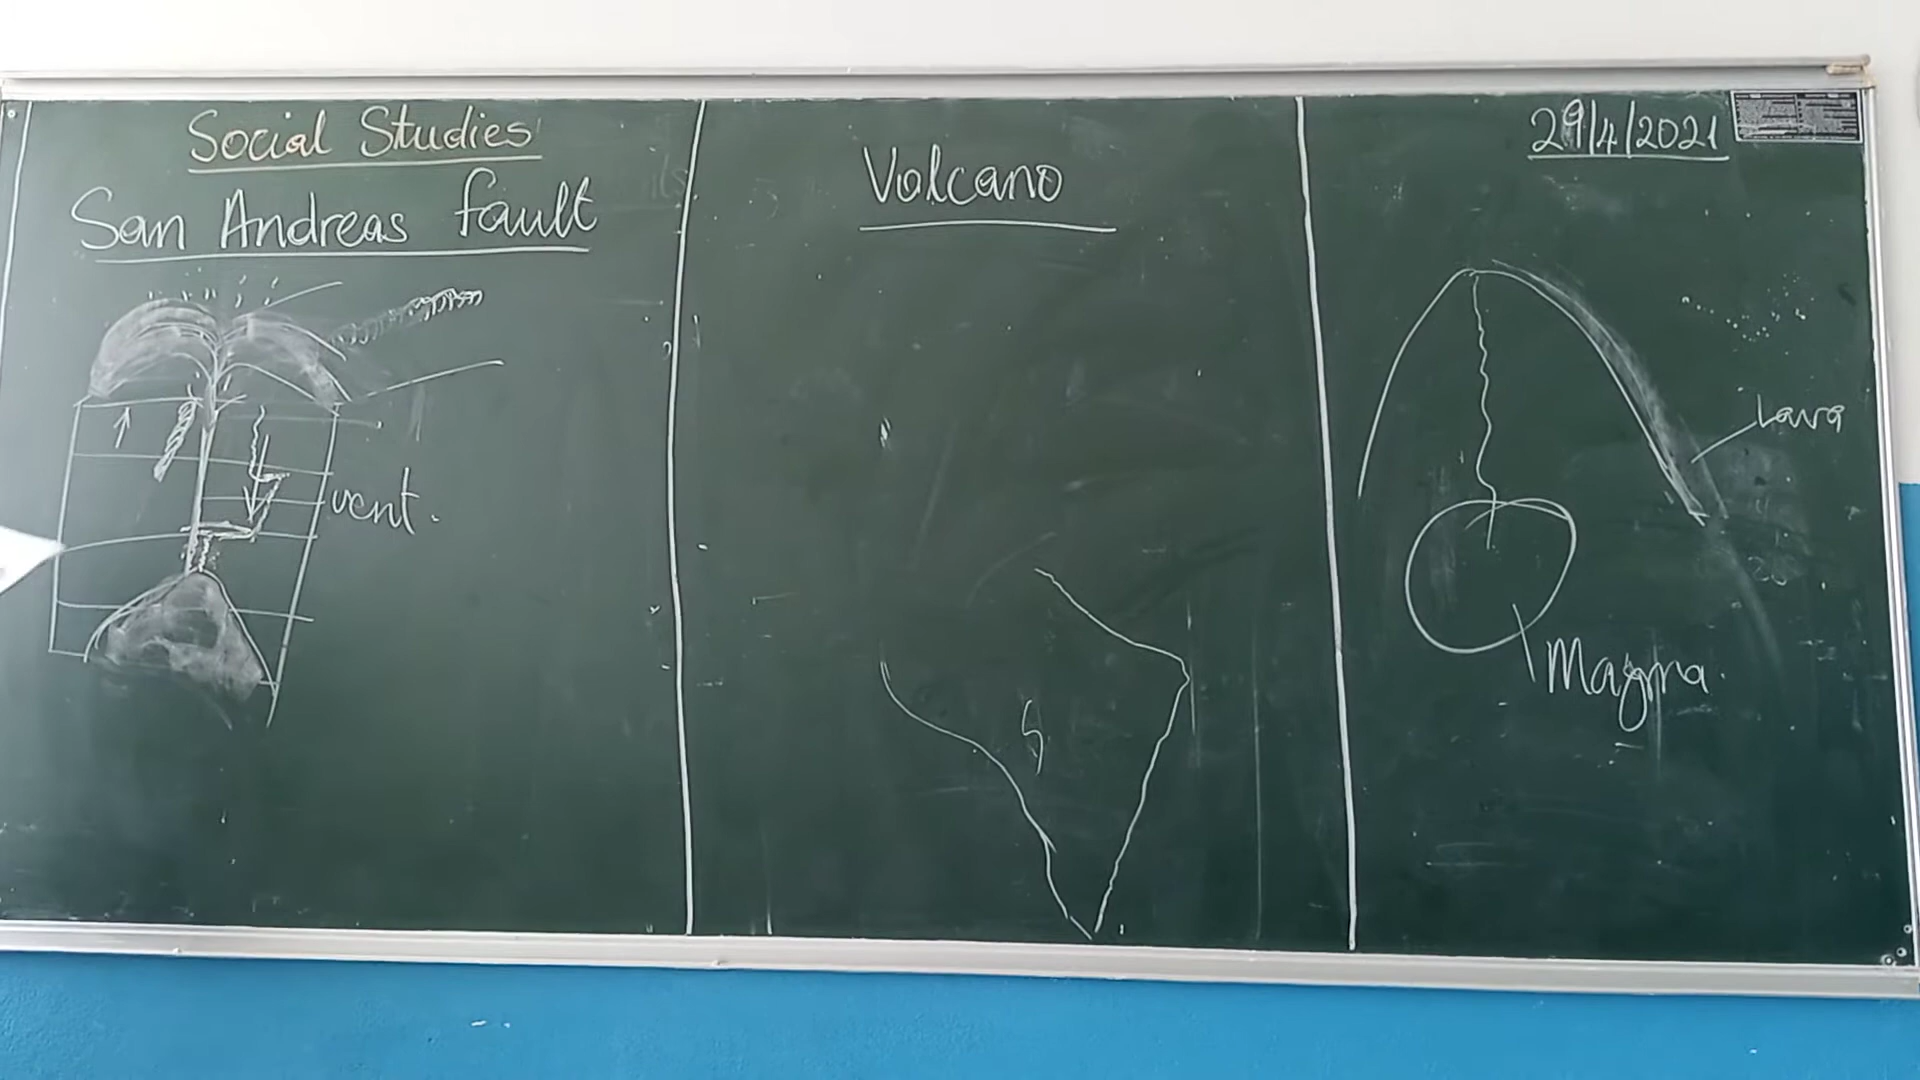 Social Studies
San Andreas fault
vent.
Volcano
29/4/2021
Lava
Magma.